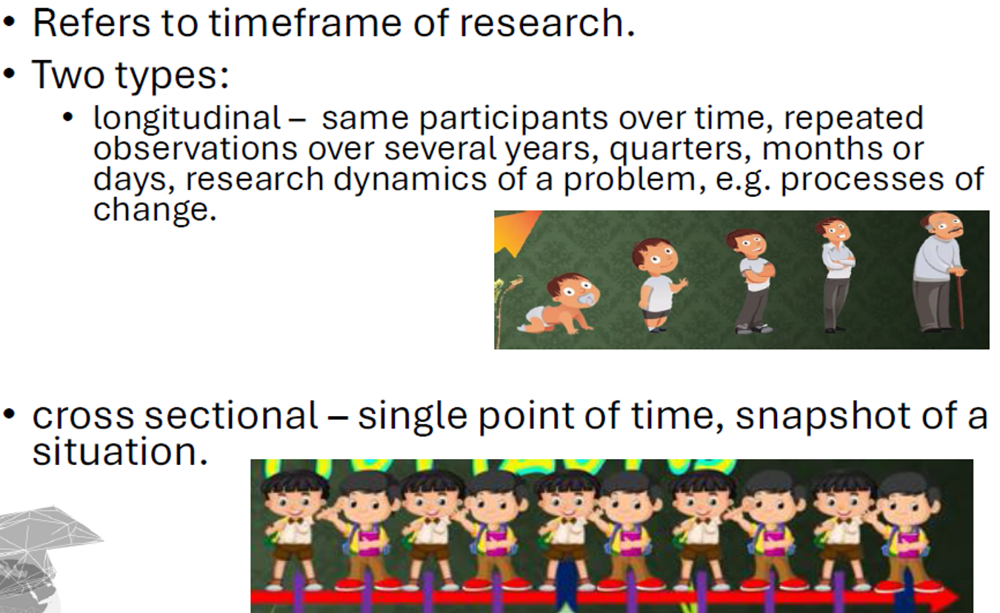 • Refers to timeframe of research.
• Two types:
• longitudinal –  same participants over time, repeated
observations over several years, quarters, months or
days, research dynamics of a problem, e.g. processes of
change.
• cross sectional – single point of time, snapshot of a
situation.